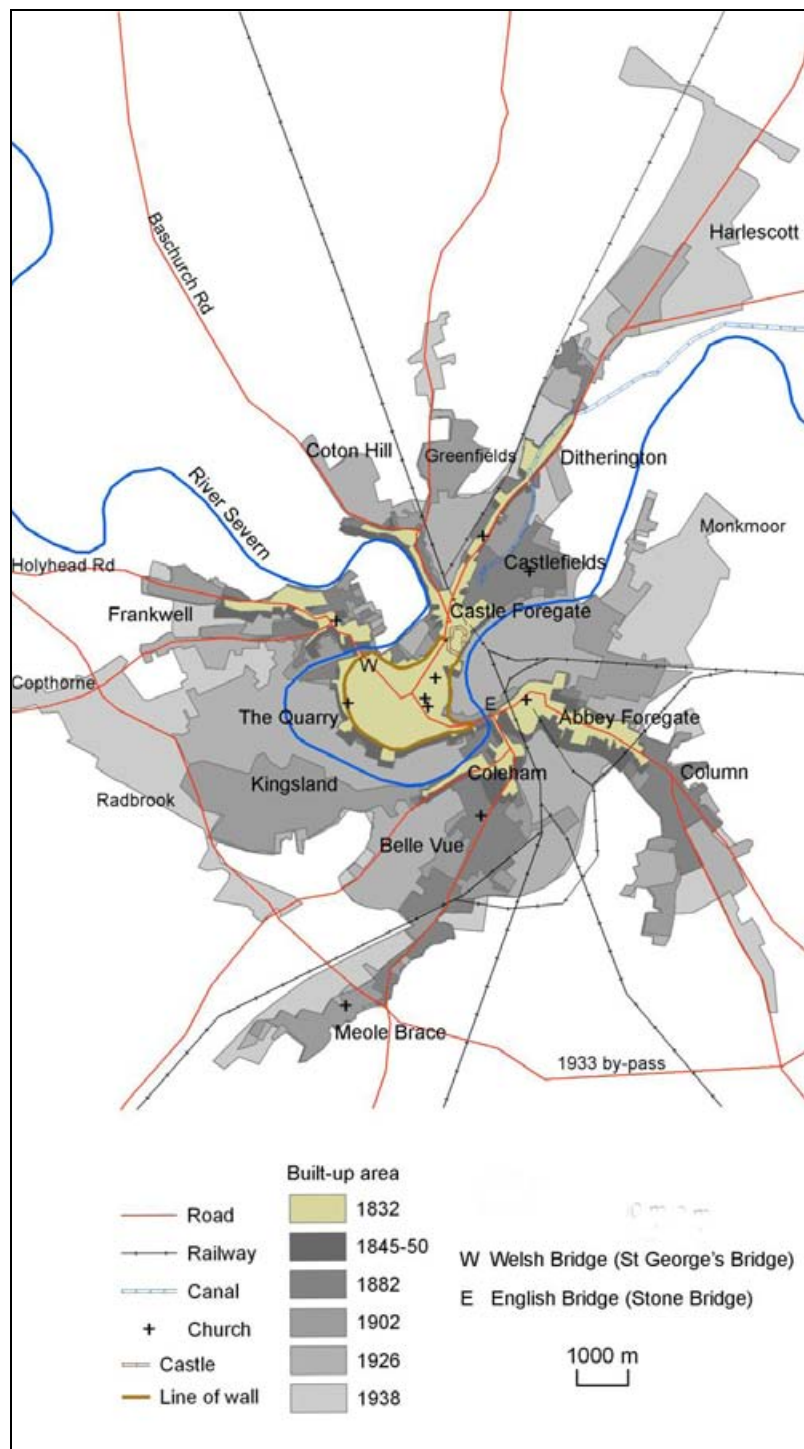 Harlescott
Baschurch Rd
Coton Hill
Greenfields
Ditherington
River Severn
Monkmoor
Holyhead Rd
Castlefields
Frankwell
Castle Foregate
W
Copthorne
The Quarry
E
Abbey Foregate
Kingsland
Coleham
Column
Radbrook
Belle Vue
Meole Brace
1933 by-pass
Built-up area
1832
1845-50
1882
1902
1926
1938
Road
Railway
Canal
Church
Castle
Line of wall
W Welsh Bridge (St George's Bridge)
E English Bridge (Stone Bridge)
1000 m